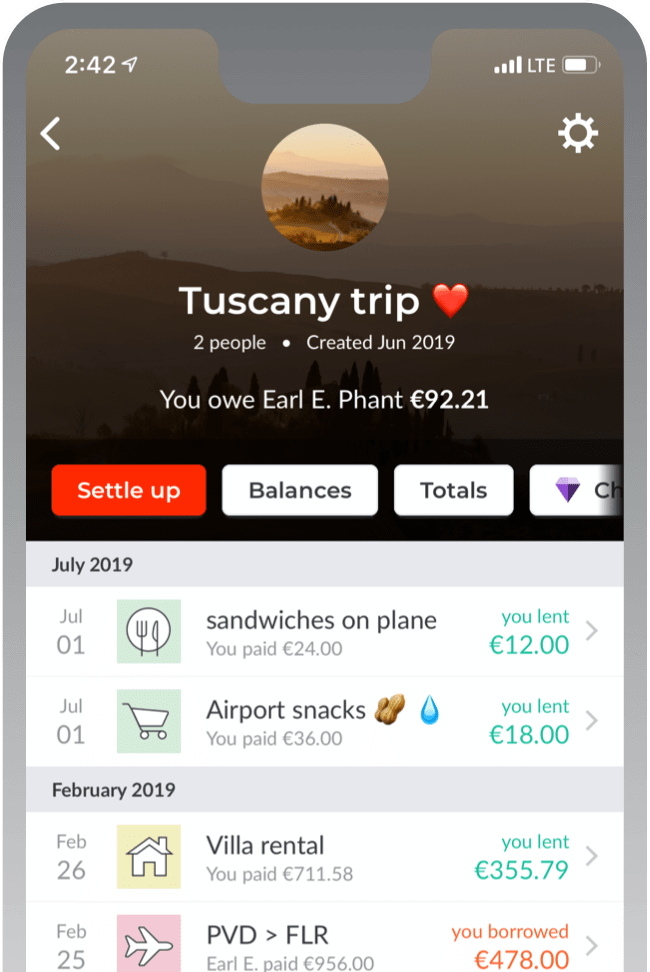 2:42 LTE
Tuscany trip ❤️
2 people • Created Jun 2019
You owe Earl E. Phant €92.21
Settle up Balances Totals Ch
July 2019
Jul 01 sandwiches on plane you lent
You paid €24.00 €12.00
Jul 01 Airport snacks 🥜 💧 you lent
You paid €36.00 €18.00
February 2019
Feb 26 Villa rental you lent
You paid €711.58 €355.79
Feb 25 PVD > FLR you borrowed
Earl E. paid €956.00 €478.00